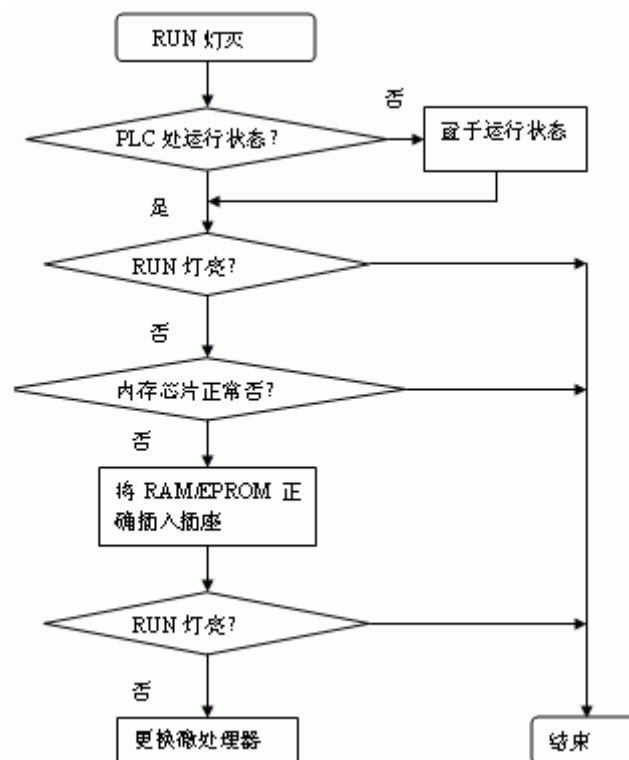 RUN 灯灭
否
PLC 处运行状态?
置于运行状态
是
RUN 灯亮?
否
内存芯片正常否?
否
将 RAM/EPROM 正
确插入插座
RUN 灯亮?
否
更换微处理器
结束